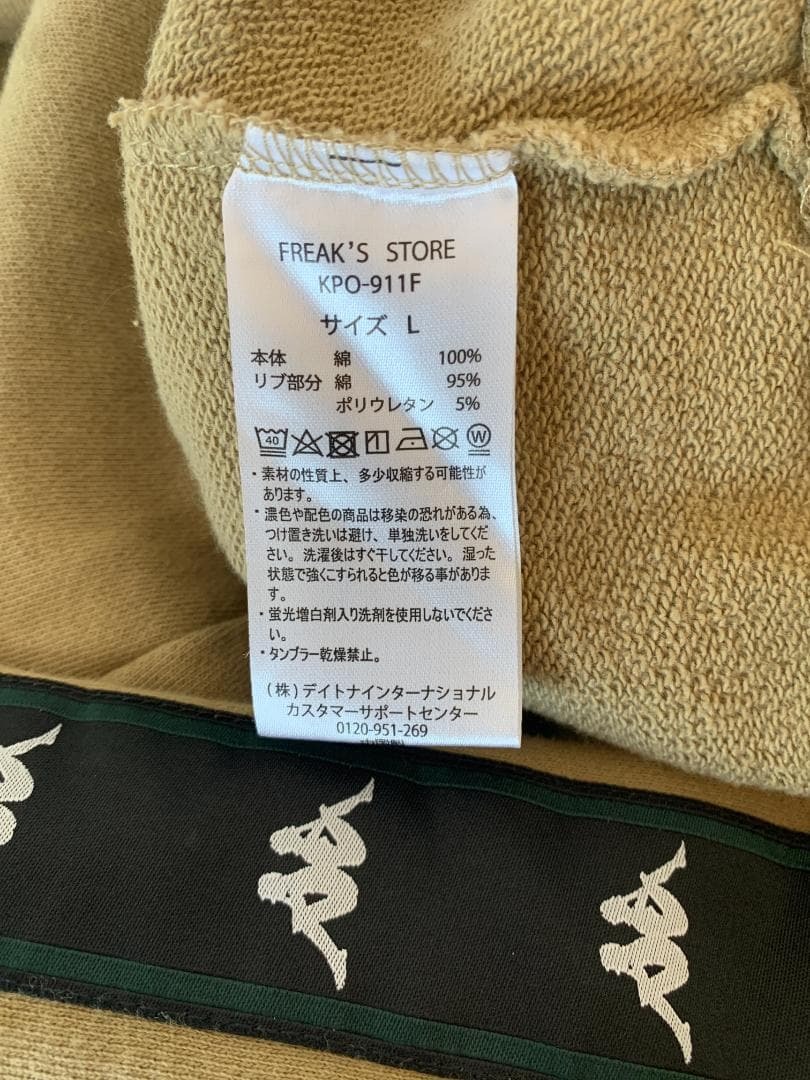 FREAK'S STORE
KPO-911F
サイズ L
本体 綿 100%
リブ部分 綿 95%
ポリウレタン 5%
40 W
・素材の性質上、多少収縮する可能性が
あります。
・濃色や配色の商品は移染の恐れがある為、
つけ置き洗いは避け、単独洗いをしてくだ
さい。洗濯後はすぐ干してください。湿った
状態で強くこすられると色が移る事がありま
す。
・蛍光増白剤入り洗剤を使用しないでくださ
い。
・タンブラー乾燥禁止。
(株)デイトナインターナショナル
カスタマーサポートセンター
0120-951-269